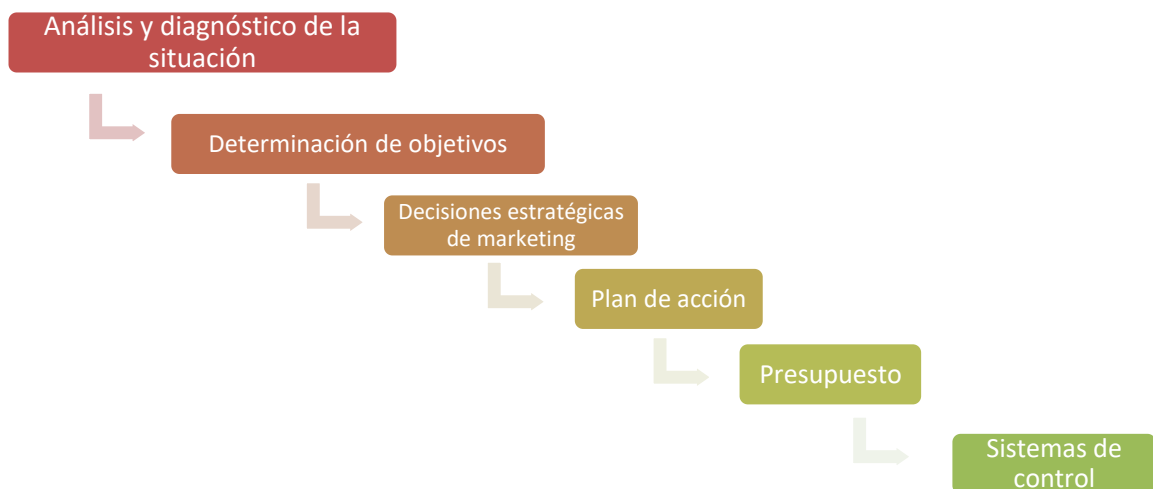 Análisis y diagnóstico de la
situación
Determinación de objetivos
Decisiones estratégicas
de marketing
Plan de acción
Presupuesto
Sistemas de
control